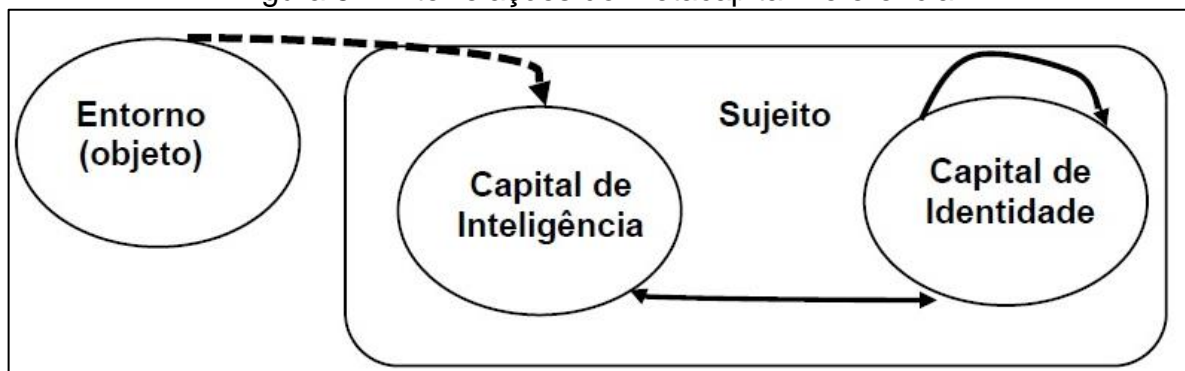 Entorno
(objeto)
Sujeito
Capital de
Inteligência
Capital de
Identidade